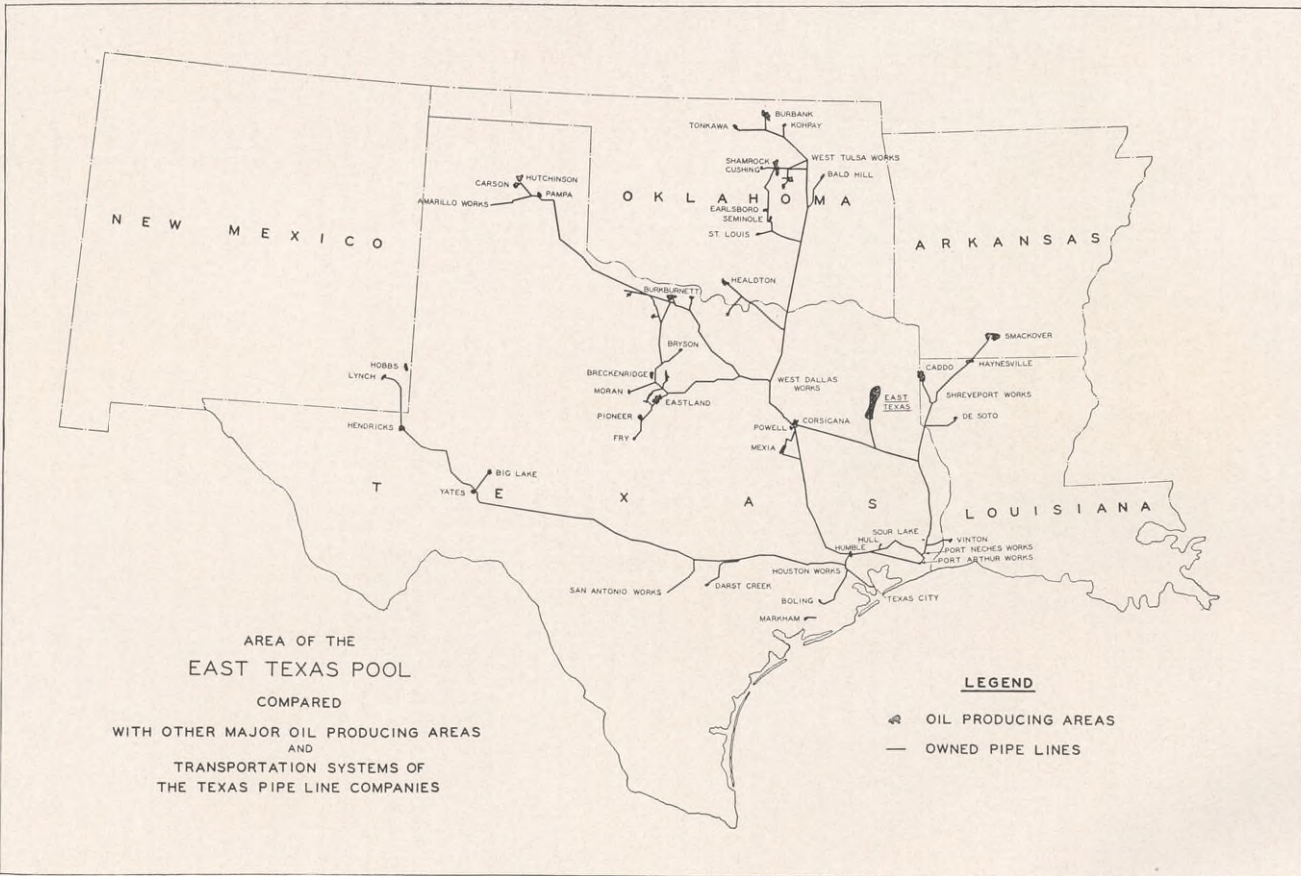 BURBANK
TONKAWA
KOHPAY
SHAMROCK
CUSHING
WEST TULSA WORKS
BALD HILL
HUTCHINSON
CARSON
PAMPA
AMARILLO WORKS
OKLAHOMA
EARLSBORO
SEMINOLE
ST. LOUIS
NEW MEXICO
ARKANSAS
HEALDTON
BURKBURNETT
SMACKOVER
BRYSON
HOBBS
LYNCH
BRECKENRIDGE
MORAN
WEST DALLAS
WORKS
CADDO
HAYNESVILLE
EASTLAND
EAST
TEXAS
SHREVEPORT WORKS
PIONEER
FRY
HENDRICKS
POWELL
CORSICANA
DE SOTO
MEXIA
BIG LAKE
YATES
TEXAS
LOUISIANA
SOUR LAKE
HULL
HUMBLE
VINTON
PORT NECHES WORKS
PORT ARTHUR WORKS
HOUSTON WORKS
SAN ANTONIO WORKS
DARST CREEK
BOLING
TEXAS CITY
MARKHAM
AREA OF THE
EAST TEXAS POOL
COMPARED
WITH OTHER MAJOR OIL PRODUCING AREAS
AND
TRANSPORTATION SYSTEMS OF
THE TEXAS PIPE LINE COMPANIES
LEGEND
OIL PRODUCING AREAS
OWNED PIPE LINES